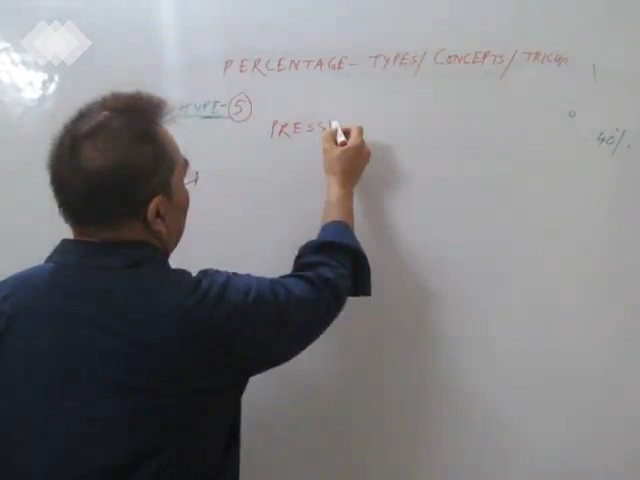 PERCENTAGE - TYPES / CONCEPTS / TRICKS
TYPE - 5
PRESS
40%.